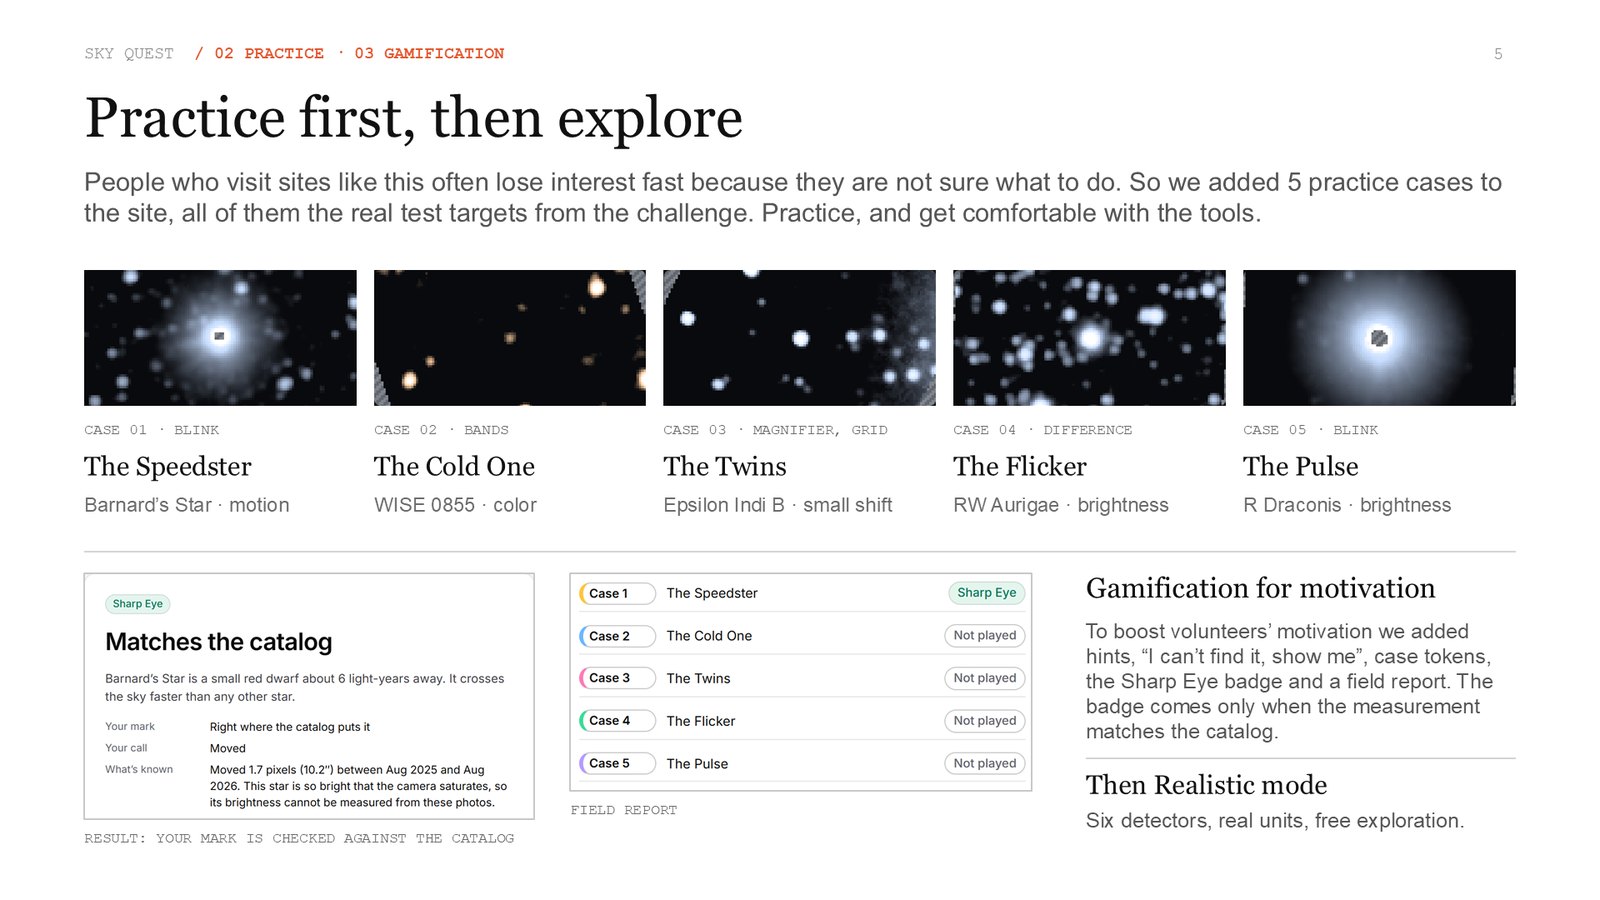 SKY QUEST / 02 PRACTICE · 03 GAMIFICATION
5
Practice first, then explore
People who visit sites like this often lose interest fast because they are not sure what to do. So we added 5 practice cases to
the site, all of them the real test targets from the challenge. Practice, and get comfortable with the tools.
CASE 01 · BLINK
The Speedster
Barnard’s Star · motion
CASE 02 · BANDS
The Cold One
WISE 0855 · color
CASE 03 · MAGNIFIER, GRID
The Twins
Epsilon Indi B · small shift
CASE 04 · DIFFERENCE
The Flicker
RW Aurigae · brightness
CASE 05 · BLINK
The Pulse
R Draconis · brightness
Sharp Eye
Matches the catalog
Barnard’s Star is a small red dwarf about 6 light-years away. It crosses
the sky faster than any other star.
Your mark Right where the catalog puts it
Your call Moved
What’s known Moved 1.7 pixels (10.2″) between Aug 2025 and Aug
2026. This star is so bright that the camera saturates, so
its brightness cannot be measured from these photos.
RESULT: YOUR MARK IS CHECKED AGAINST THE CATALOG
Case 1 The Speedster Sharp Eye
Case 2 The Cold One Not played
Case 3 The Twins Not played
Case 4 The Flicker Not played
Case 5 The Pulse Not played
FIELD REPORT
Gamification for motivation
To boost volunteers’ motivation we added
hints, “I can’t find it, show me”, case tokens,
the Sharp Eye badge and a field report. The
badge comes only when the measurement
matches the catalog.
Then Realistic mode
Six detectors, real units, free exploration.